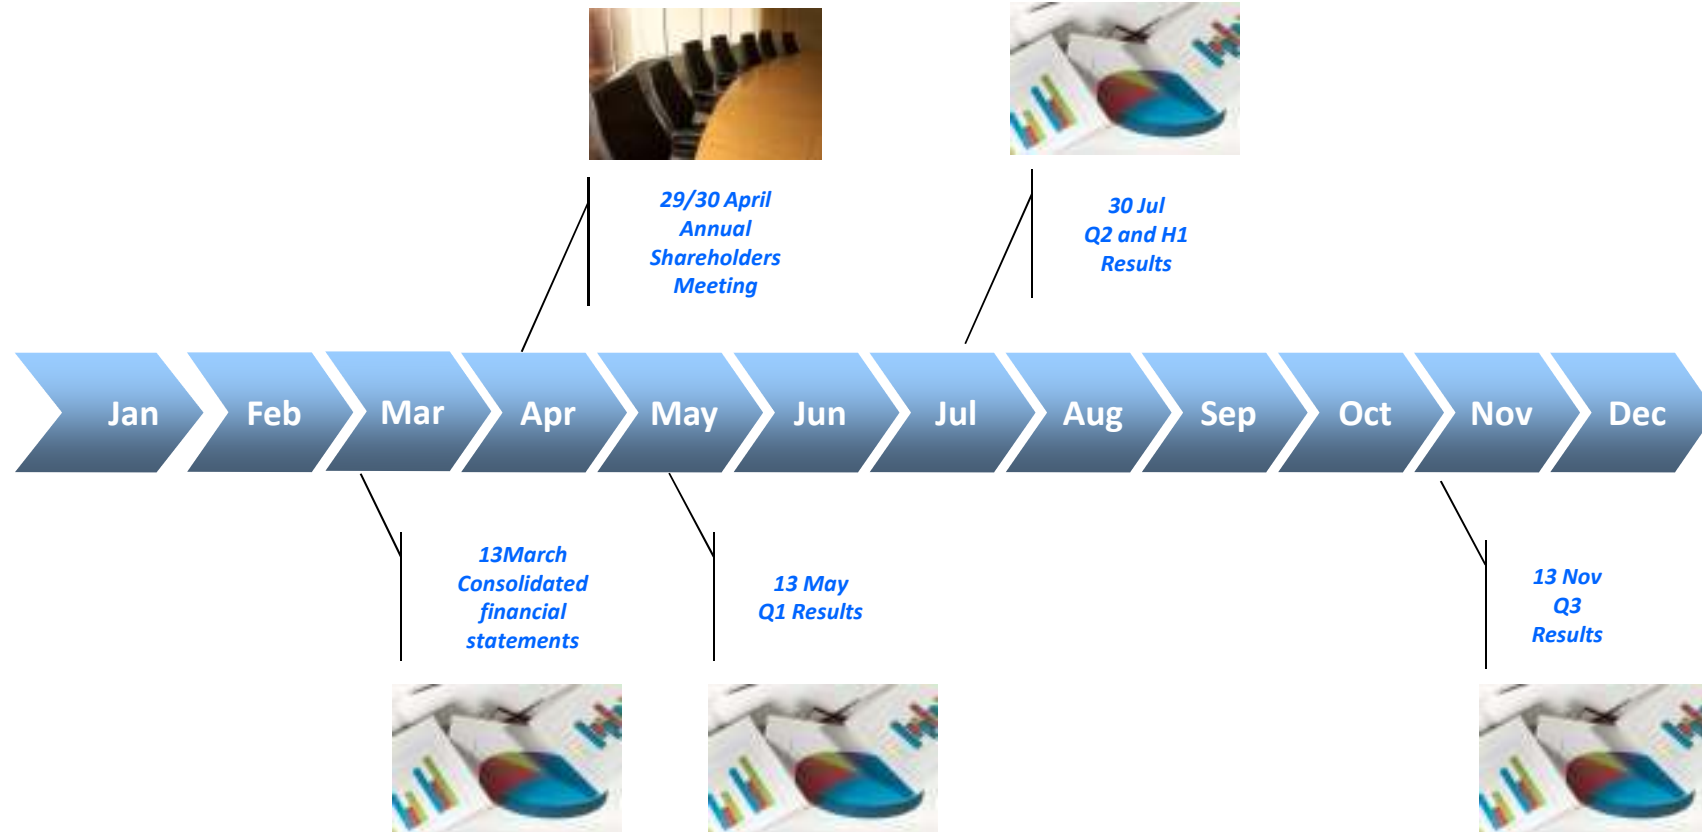 29/30 April
Annual
Shareholders
Meeting
30 Jul
Q2 and H1
Results
Jan
Feb
Mar
Apr
May
Jun
Jul
Aug
Sep
Oct
Nov
Dec
13March
Consolidated
financial
statements
13 May
Q1 Results
13 Nov
Q3
Results